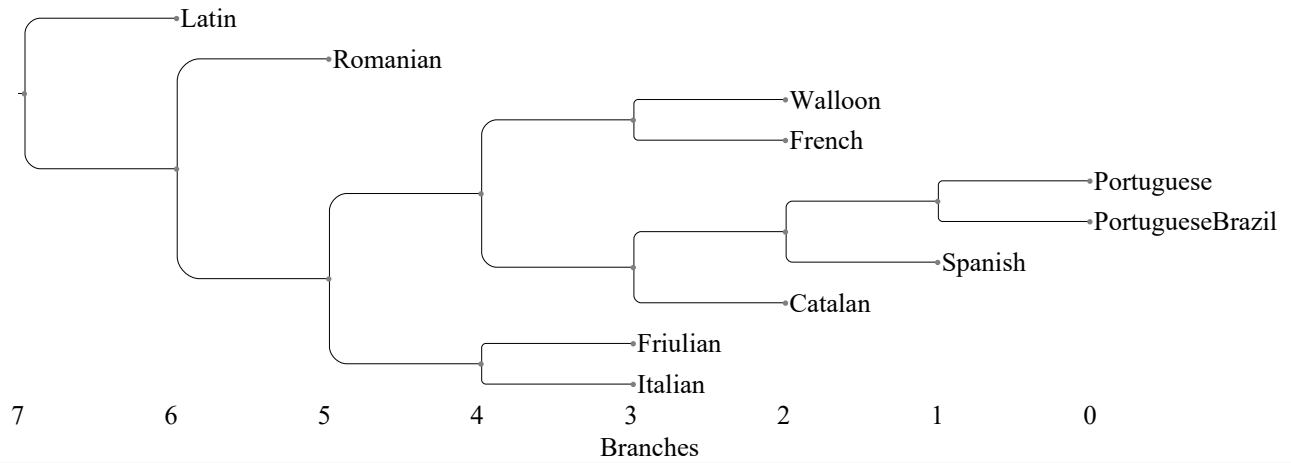 Latin
Romanian
Walloon
French
Portuguese
PortugueseBrazil
Spanish
Catalan
Friulian
Italian
7 6 5 4 3 2 1 0
Branches